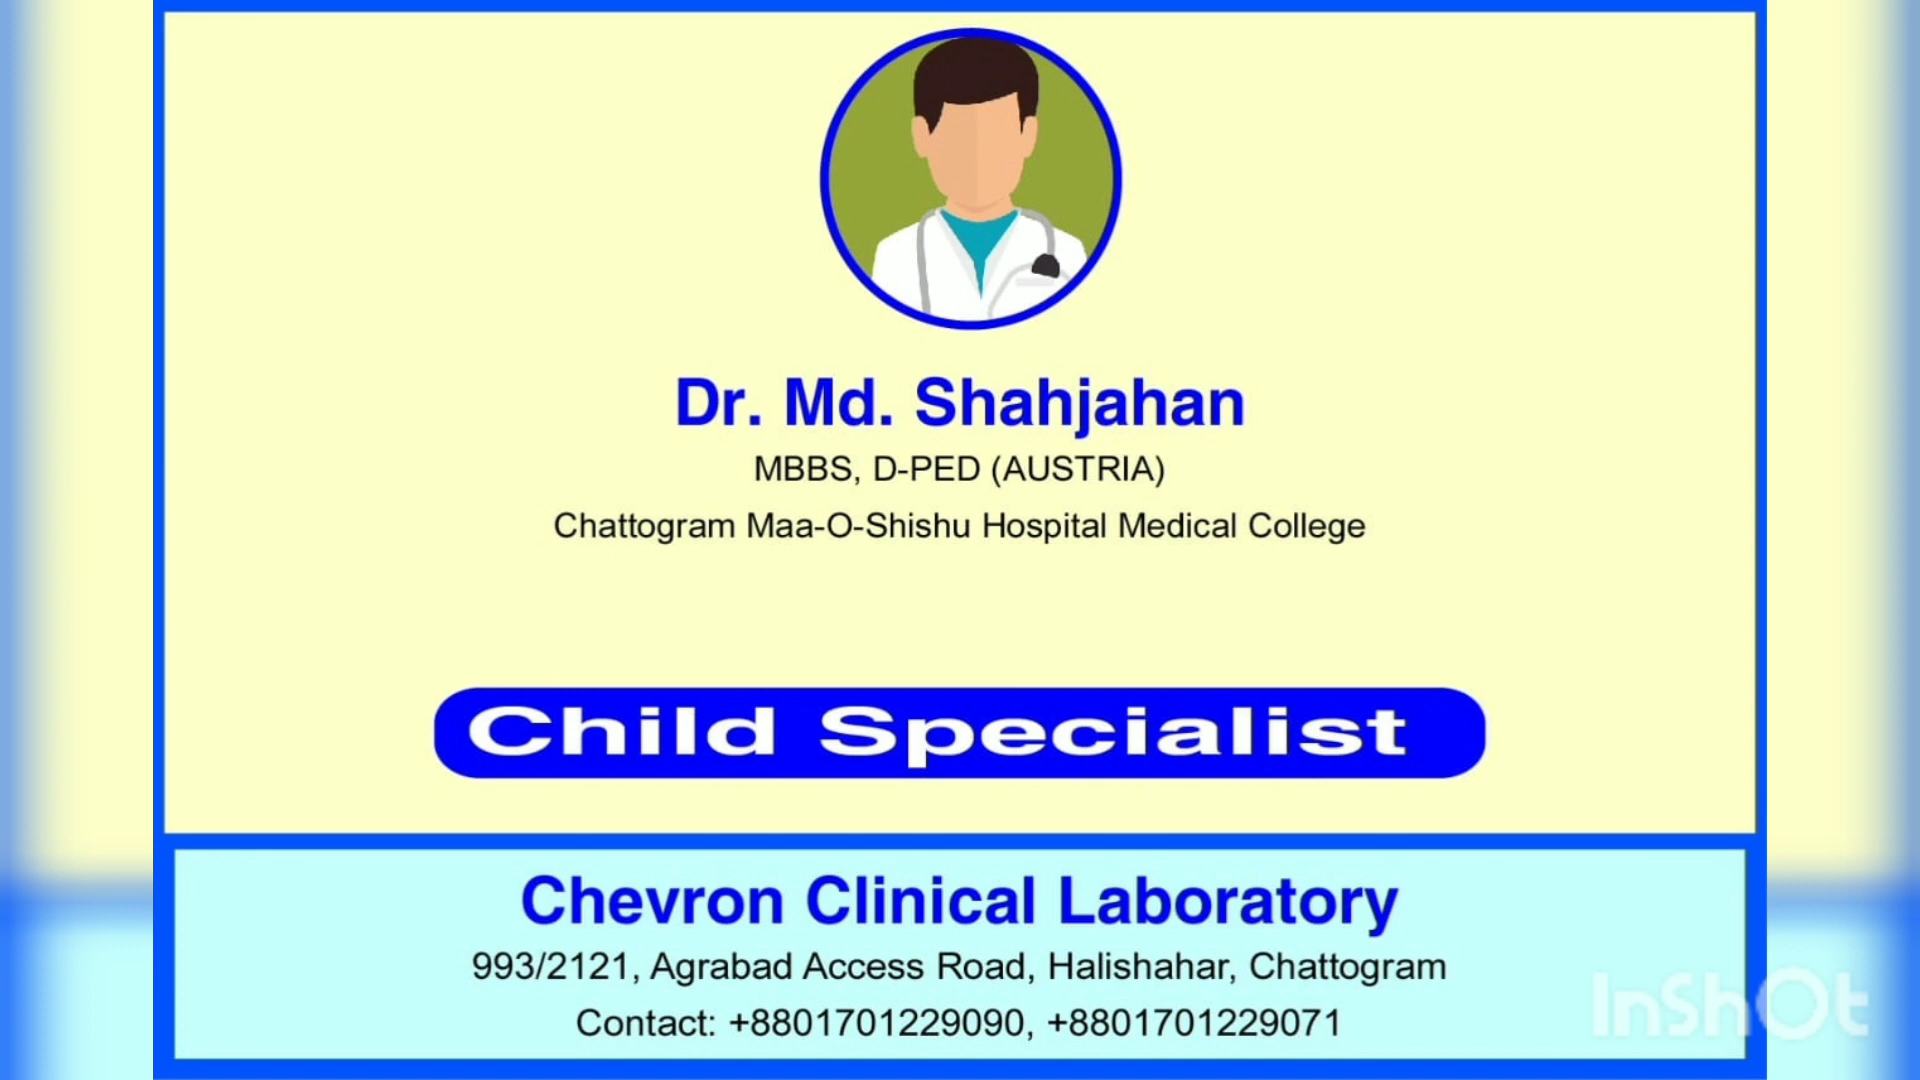 Dr. Md. Shahjahan
MBBS, D-PED (AUSTRIA)
Chattogram Maa-O-Shishu Hospital Medical College
Child Specialist
Chevron Clinical Laboratory
993/2121, Agrabad Access Road, Halishahar, Chattogram
Contact: +8801701229090, +8801701229071
InShOt